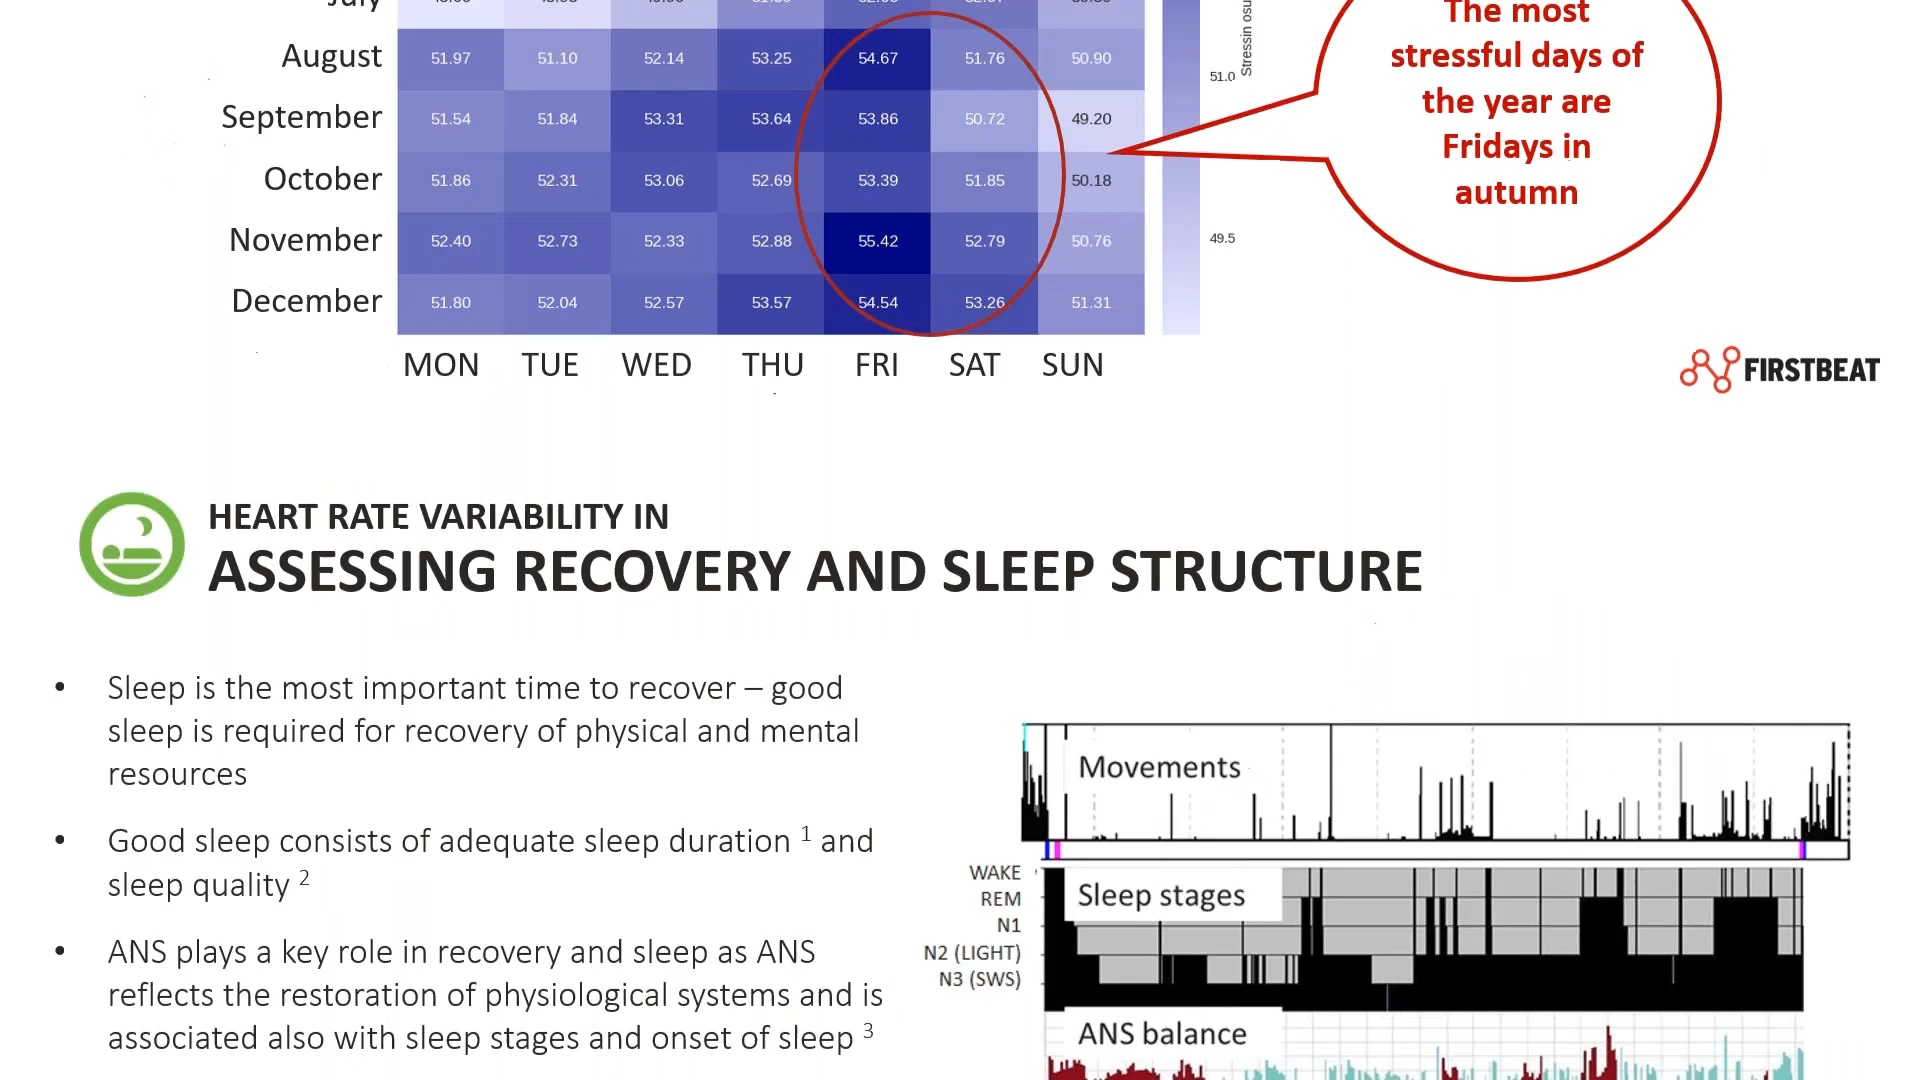 July
August 51.97 51.10 52.14 53.25 54.67 51.76 50.90
September 51.54 51.84 53.31 53.64 53.86 50.72 49.20
October 51.86 52.31 53.06 52.69 53.39 51.85 50.18
November 52.40 52.73 52.33 52.88 55.42 52.79 50.76
December 51.80 52.04 52.57 53.57 54.54 53.26 51.31
MON TUE WED THU FRI SAT SUN
51.0
49.5
Stressin osu
The most
stressful days of
the year are
Fridays in
autumn
FIRSTBEAT
HEART RATE VARIABILITY IN
ASSESSING RECOVERY AND SLEEP STRUCTURE
• Sleep is the most important time to recover – good
sleep is required for recovery of physical and mental
resources
• Good sleep consists of adequate sleep duration 1 and
sleep quality 2
• ANS plays a key role in recovery and sleep as ANS
reflects the restoration of physiological systems and is
associated also with sleep stages and onset of sleep 3
Movements
WAKE
REM
N1
N2 (LIGHT)
N3 (SWS)
Sleep stages
ANS balance